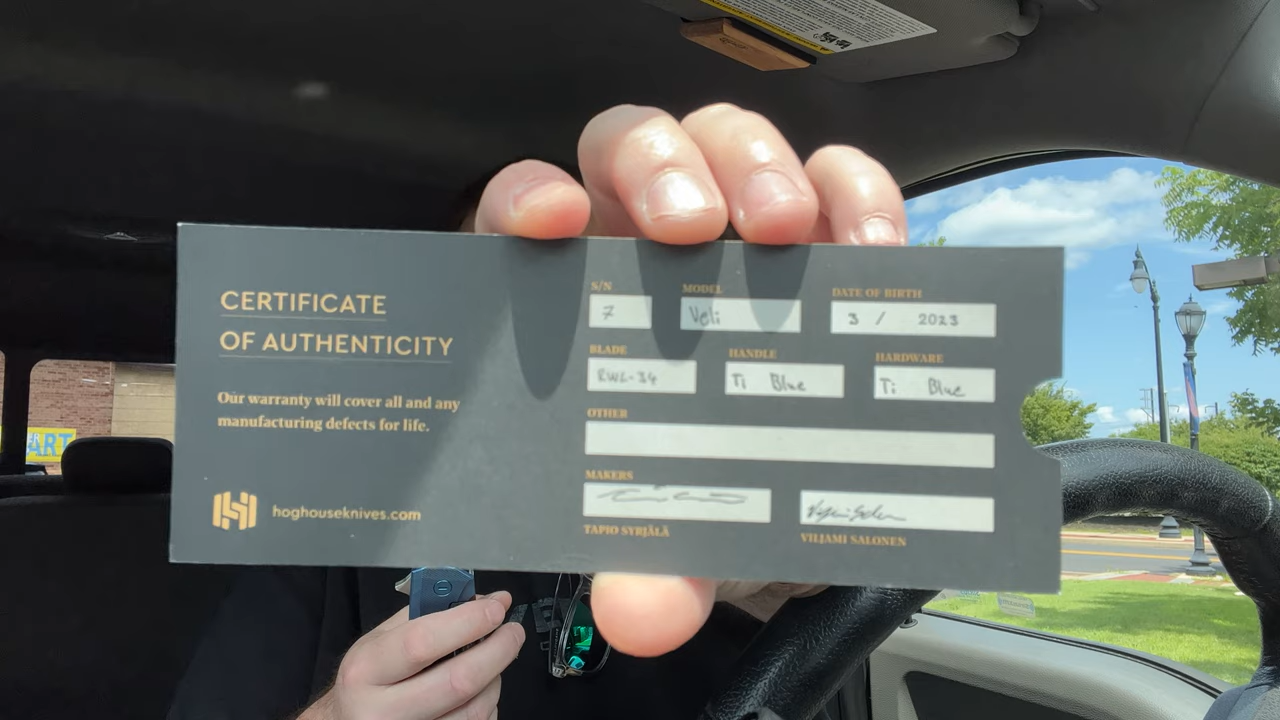 CERTIFICATE
OF AUTHENTICITY
Our warranty will cover all and any
manufacturing defects for life.
hoghouseknives.com
S/N MODEL DATE OF BIRTH
7 Veli 3 / 2023
BLADE HANDLE HARDWARE
RWL-34 Ti Blue Ti Blue
OTHER
MAKERS
TAPIO SYRJÄLÄ VILJAMI SALONEN
ART